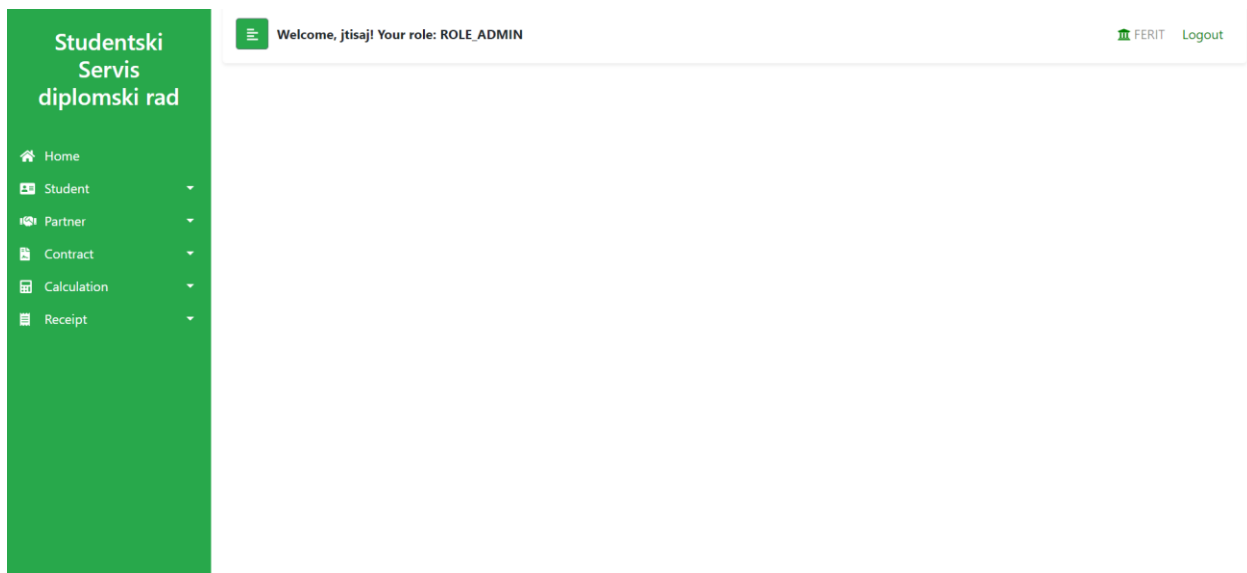 Studentski
Servis
diplomski rad
Home
Student
Partner
Contract
Calculation
Receipt
Welcome, jtisaj! Your role: ROLE_ADMIN
FERIT
Logout